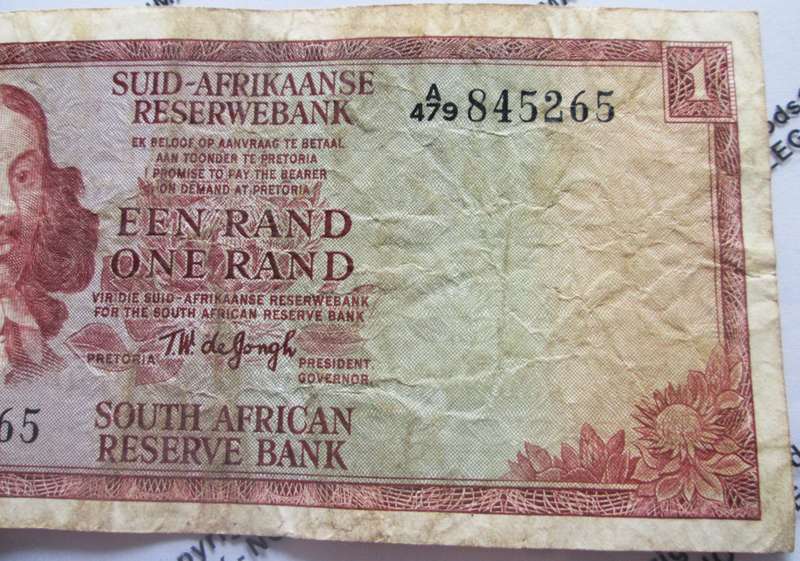 SUID-AFRIKAANSE
RESERWEBANK
A
479 845265
1
EK BELOOF OP AANVRAAG TE BETAAL
AAN TOONDER TE PRETORIA
I PROMISE TO PAY THE BEARER
ON DEMAND AT PRETORIA
EEN RAND
ONE RAND
VIR DIE SUID-AFRIKAANSE RESERWEBANK
FOR THE SOUTH AFRICAN RESERVE BANK
PRETORIA T.W. de Jongh PRESIDENT
GOVERNOR
65
SOUTH AFRICAN
RESERVE BANK